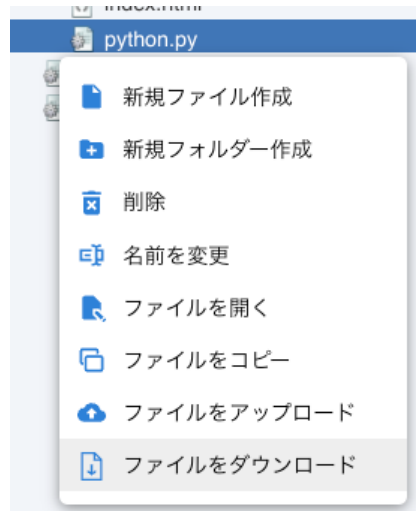 index.html
python.py
新規ファイル作成
新規フォルダー作成
削除
名前を変更
ファイルを開く
ファイルをコピー
ファイルをアップロード
ファイルをダウンロード